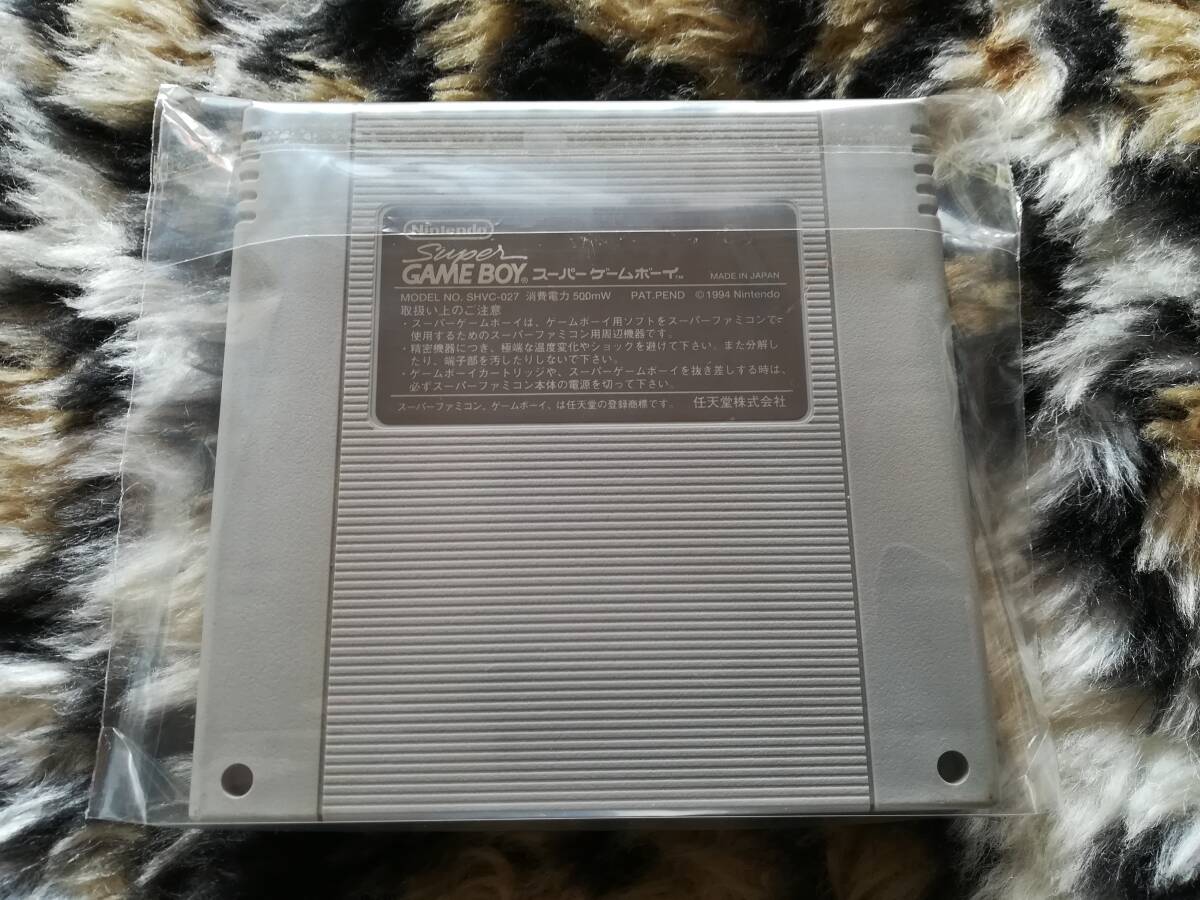 Nintendo
Super
GAME BOY® スーパーゲームボーイ™ MADE IN JAPAN
MODEL NO. SHVC-027 消費電力 500mW PAT.PEND ©1994 Nintendo
取扱い上のご注意
・スーパーゲームボーイは、ゲームボーイ用ソフトをスーパーファミコンで
使用するためのスーパーファミコン用周辺機器です。
・精密機器につき、極端な温度変化やショックを避けて下さい。また分解し
たり、端子部を汚したりしないで下さい。
・ゲームボーイカートリッジや、スーパーゲームボーイを抜き差しする時は、
必ずスーパーファミコン本体の電源を切って下さい。
スーパーファミコン、ゲームボーイ、は任天堂の登録商標です。 任天堂株式会社